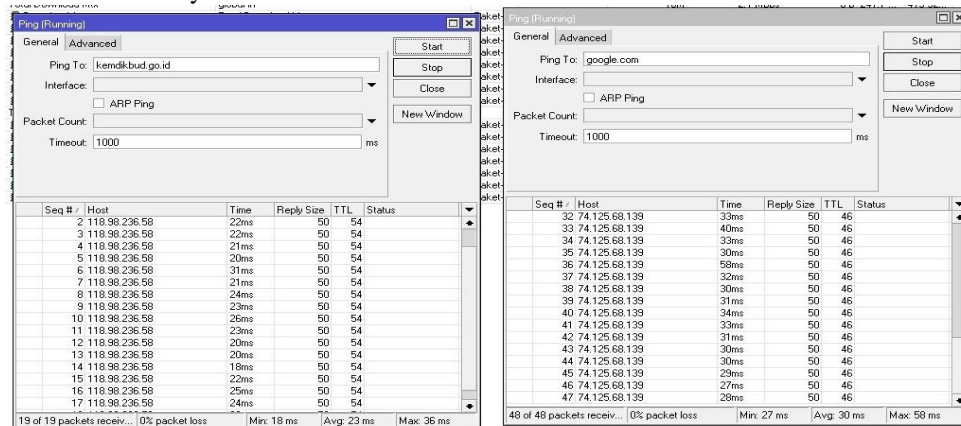 Ping (Running)
General Advanced
Ping To: kemdikbud.go.id
Interface:
ARP Ping
Packet Count:
Timeout: 1000 ms
Start
Stop
Close
New Window
Seq # Host Time Reply Size TTL Status
2 118.98.236.58 22ms 50 54
3 118.98.236.58 22ms 50 54
4 118.98.236.58 21ms 50 54
5 118.98.236.58 20ms 50 54
6 118.98.236.58 31ms 50 54
7 118.98.236.58 21ms 50 54
8 118.98.236.58 24ms 50 54
9 118.98.236.58 23ms 50 54
10 118.98.236.58 26ms 50 54
11 118.98.236.58 23ms 50 54
12 118.98.236.58 20ms 50 54
13 118.98.236.58 20ms 50 54
14 118.98.236.58 18ms 50 54
15 118.98.236.58 22ms 50 54
16 118.98.236.58 25ms 50 54
17 118.98.236.58 24ms 50 54
19 of 19 packets receiv... 0% packet loss Min: 18 ms Avg: 23 ms Max: 36 ms
Ping (Running)
General Advanced
Ping To: google.com
Interface:
ARP Ping
Packet Count:
Timeout: 1000 ms
Start
Stop
Close
New Window
Seq # Host Time Reply Size TTL Status
32 74.125.68.139 33ms 50 46
33 74.125.68.139 40ms 50 46
34 74.125.68.139 33ms 50 46
35 74.125.68.139 30ms 50 46
36 74.125.68.139 58ms 50 46
37 74.125.68.139 32ms 50 46
38 74.125.68.139 30ms 50 46
39 74.125.68.139 31ms 50 46
40 74.125.68.139 34ms 50 46
41 74.125.68.139 33ms 50 46
42 74.125.68.139 31ms 50 46
43 74.125.68.139 30ms 50 46
44 74.125.68.139 30ms 50 46
45 74.125.68.139 29ms 50 46
46 74.125.68.139 27ms 50 46
47 74.125.68.139 28ms 50 46
48 of 48 packets receiv... 0% packet loss Min: 27 ms Avg: 30 ms Max: 58 ms